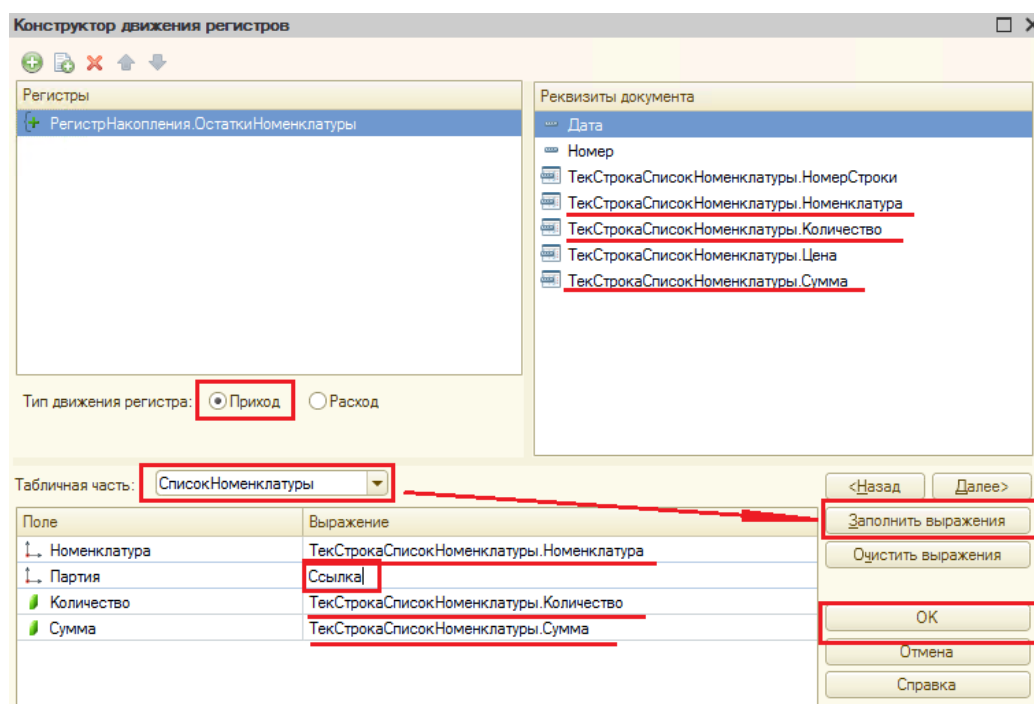 Конструктор движения регистров
Регистры
РегистрНакопления.ОстаткиНоменклатуры
Реквизиты документа
Дата
Номер
ТекСтрокаСписокНоменклатуры.НомерСтроки
ТекСтрокаСписокНоменклатуры.Номенклатура
ТекСтрокаСписокНоменклатуры.Количество
ТекСтрокаСписокНоменклатуры.Цена
ТекСтрокаСписокНоменклатуры.Сумма
Тип движения регистра: Приход Расход
Табличная часть: СписокНоменклатуры
<Назад Далее>
Поле Выражение
Номенклатура ТекСтрокаСписокНоменклатуры.Номенклатура
Партия Ссылка
Количество ТекСтрокаСписокНоменклатуры.Количество
Сумма ТекСтрокаСписокНоменклатуры.Сумма
Заполнить выражения
Очистить выражения
ОК
Отмена
Справка